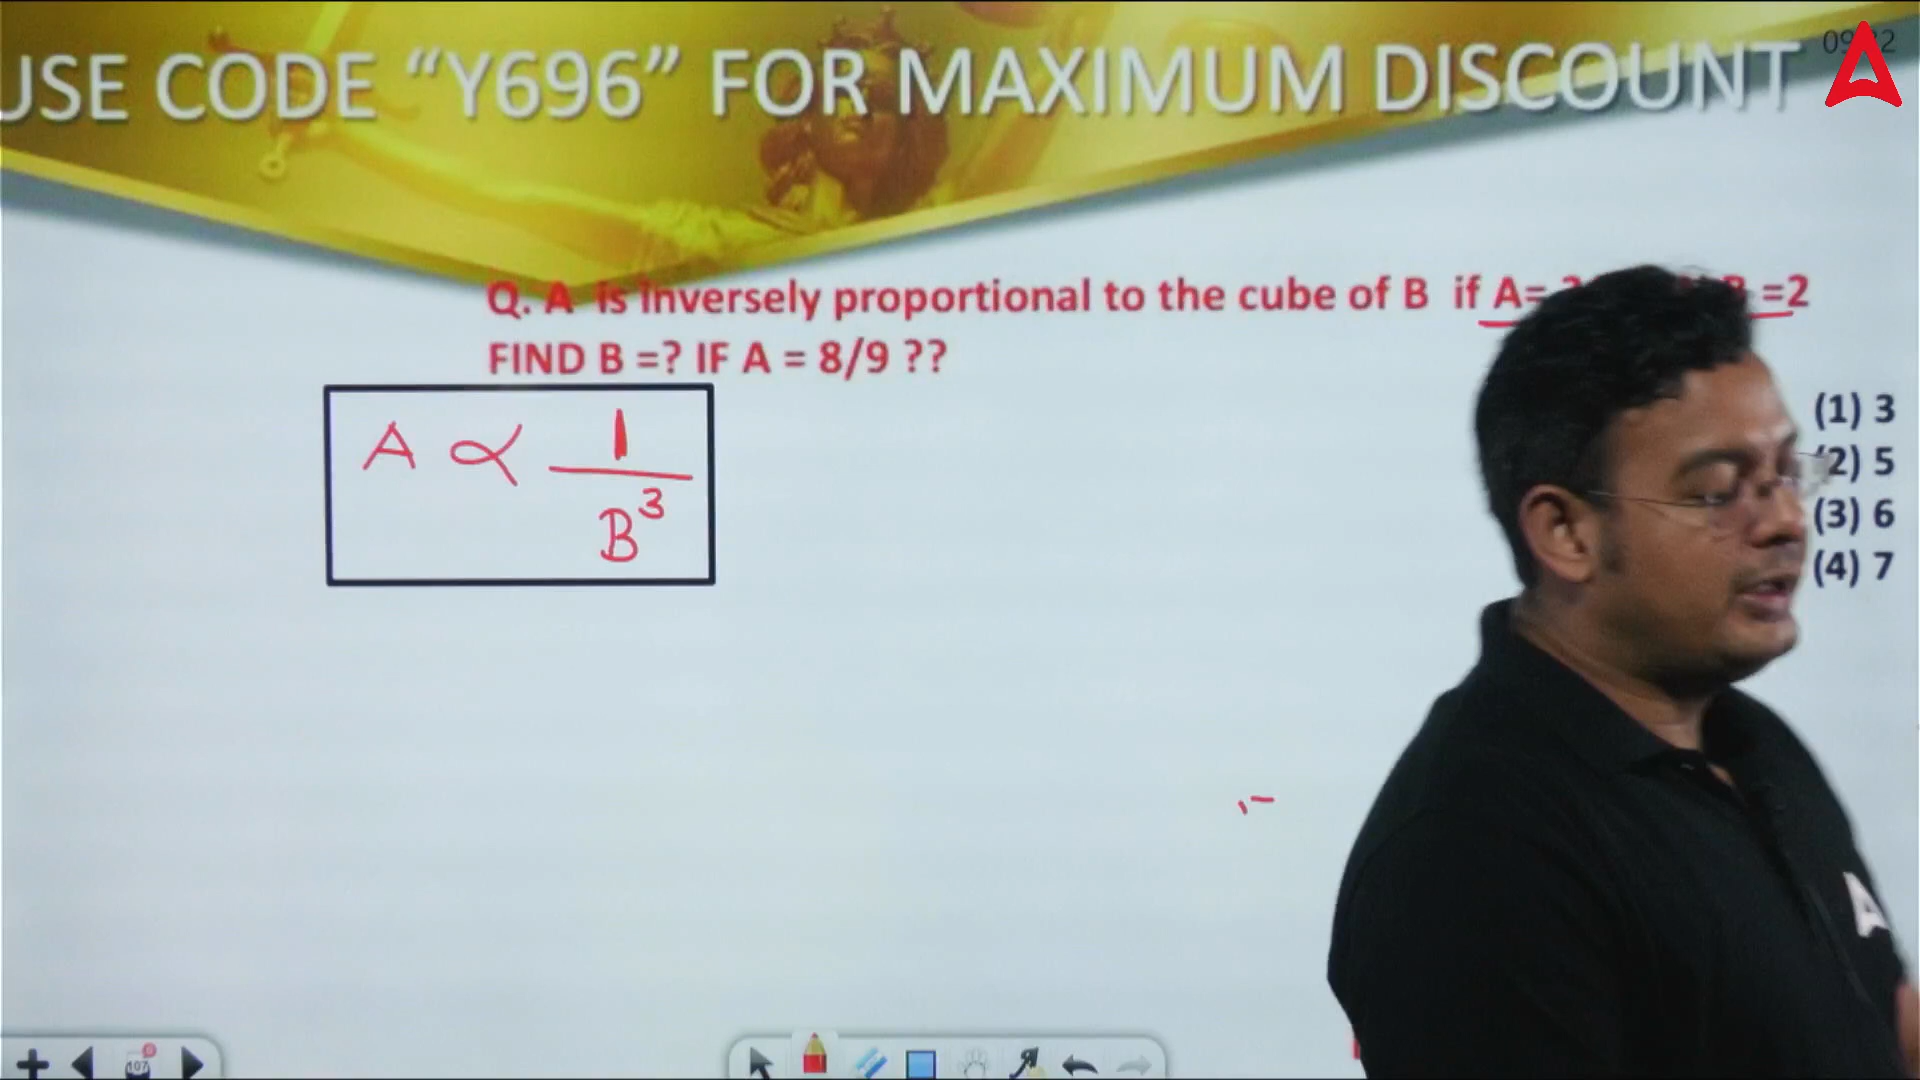 USE CODE “Y696” FOR MAXIMUM DISCOUNT
Q. A is inversely proportional to the cube of B if A= =2
FIND B =? IF A = 8/9 ??
(1) 3
(2) 5
(3) 6
(4) 7
A ∝ 1
B³
107